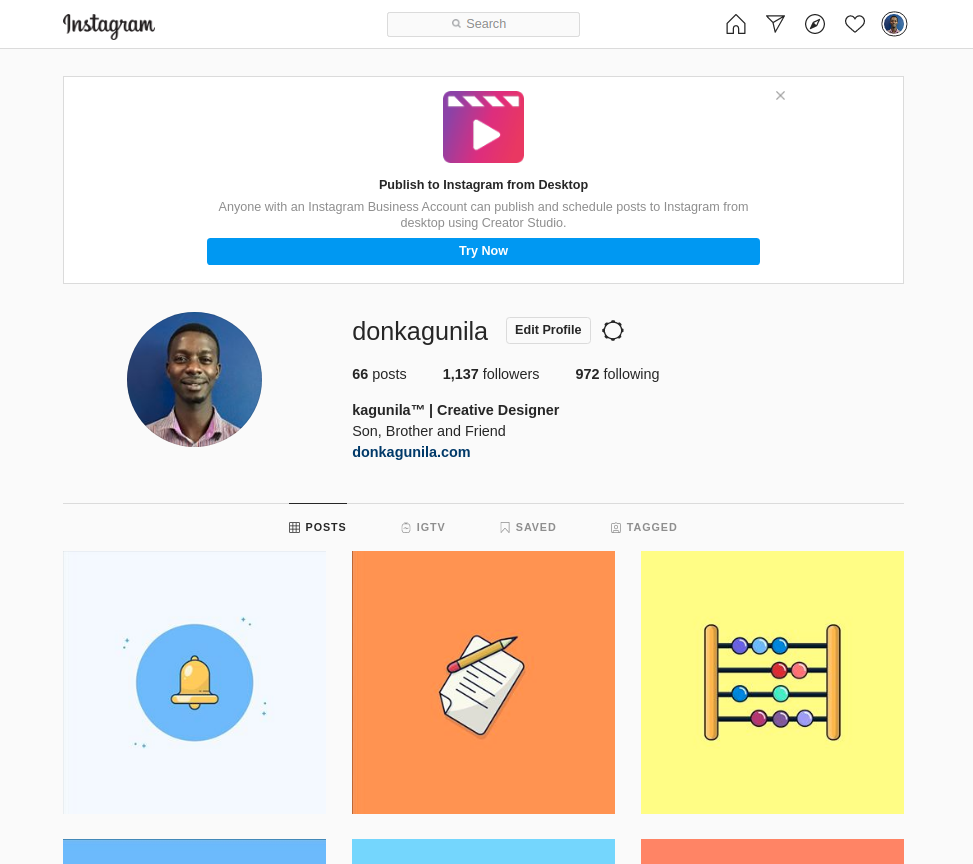 Instagram
Search
Publish to Instagram from Desktop
Anyone with an Instagram Business Account can publish and schedule posts to Instagram from
desktop using Creator Studio.
Try Now
donkagunila Edit Profile
66 posts 1,137 followers 972 following
kagunila™ | Creative Designer
Son, Brother and Friend
donkagunila.com
POSTS IGTV SAVED TAGGED